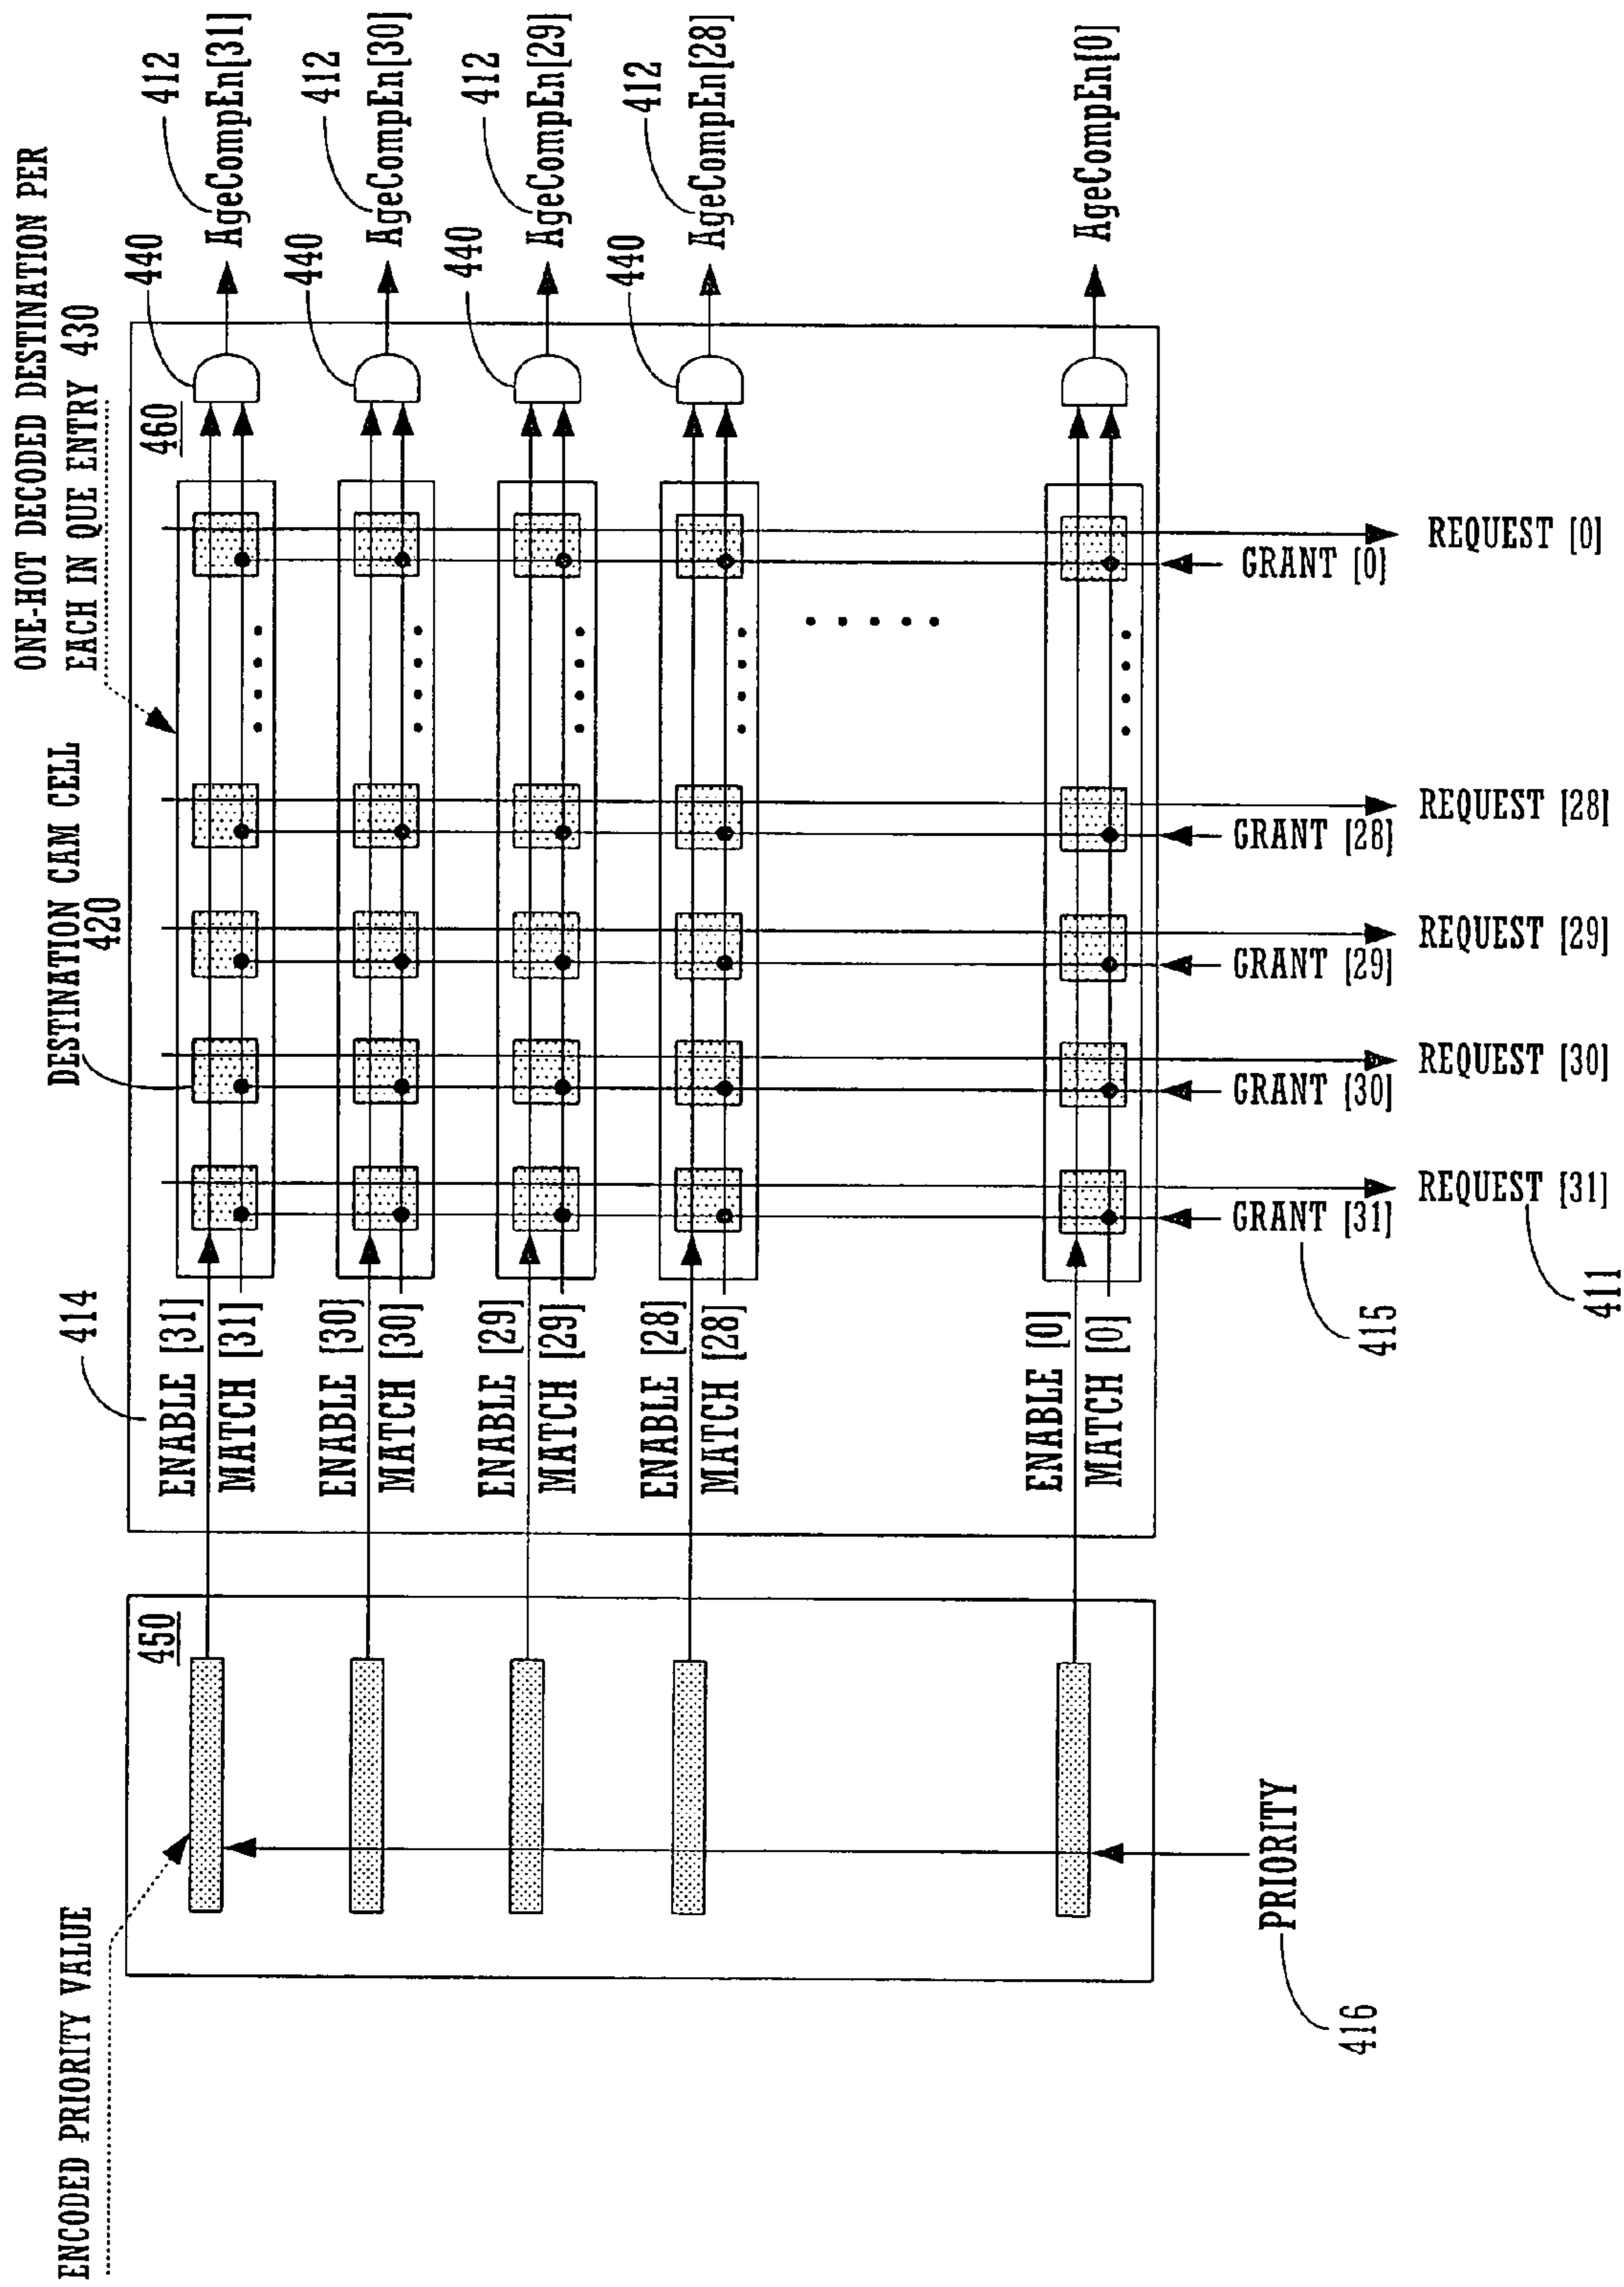 ONE-HOT DECODED DESTINATION PER
EACH IN QUE ENTRY 430
DESTINATION CAM CELL
420
414
ENCODED PRIORITY VALUE
450
460
440
412
AgeCompEn[31]
440
412
AgeCompEn[30]
440
412
AgeCompEn[29]
440
412
AgeCompEn[28]
AgeCompEn[0]
ENABLE [31]
MATCH [31]
ENABLE [30]
MATCH [30]
ENABLE [29]
MATCH [29]
ENABLE [28]
MATCH [28]
ENABLE [0]
MATCH [0]
PRIORITY
416
GRANT [31]
415
REQUEST [31]
411
GRANT [30]
REQUEST [30]
GRANT [29]
REQUEST [29]
GRANT [28]
REQUEST [28]
GRANT [0]
REQUEST [0]